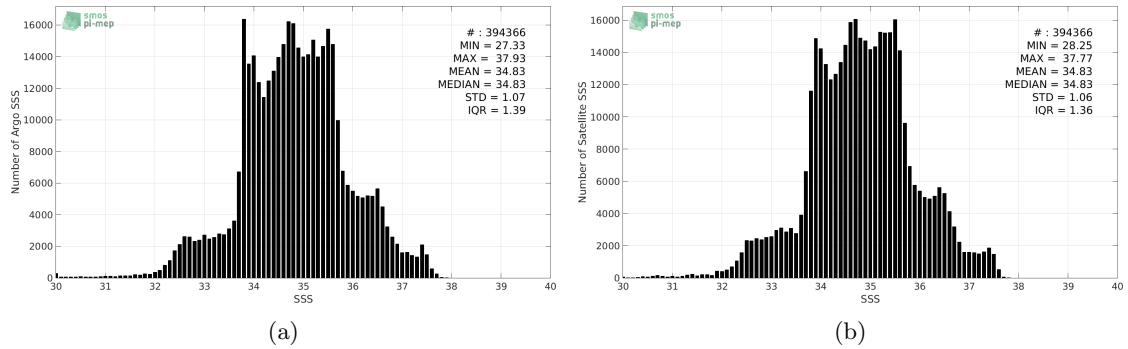 smos
pi-mep
# : 394366
MIN = 27.33
MAX = 37.93
MEAN = 34.83
MEDIAN = 34.83
STD = 1.07
IQR = 1.39
Number of Argo SSS
16000
14000
12000
10000
8000
6000
4000
2000
0
30 31 32 33 34 35 36 37 38 39 40
SSS
(a)
smos
pi-mep
# : 394366
MIN = 28.25
MAX = 37.77
MEAN = 34.83
MEDIAN = 34.83
STD = 1.06
IQR = 1.36
Number of Satellite SSS
16000
14000
12000
10000
8000
6000
4000
2000
0
30 31 32 33 34 35 36 37 38 39 40
SSS
(b)